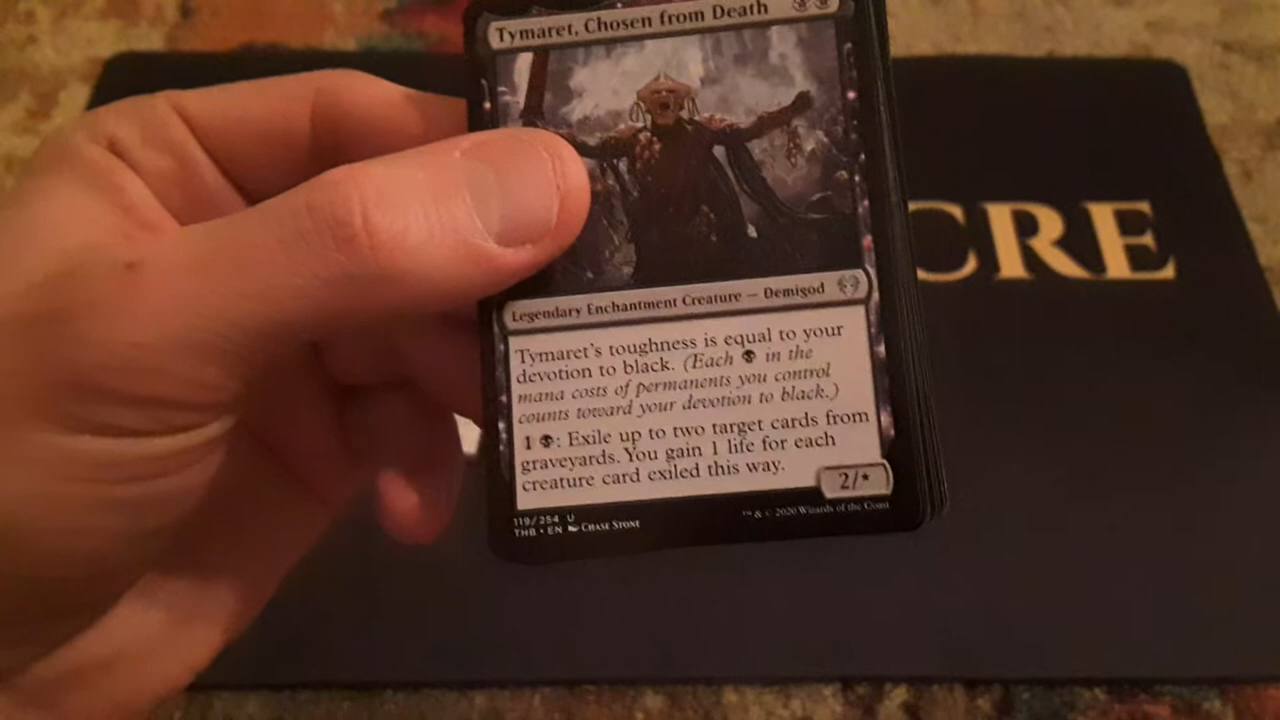 Tymaret, Chosen from Death
Legendary Enchantment Creature — Demigod
Tymaret's toughness is equal to your
devotion to black. (Each in the
mana costs of permanents you control
counts toward your devotion to black.)
1 : Exile up to two target cards from
graveyards. You gain 1 life for each
creature card exiled this way.
2/*
119/254 U
THB • EN CHASE STONE
™ & © 2020 Wizards of the Coast
CRE